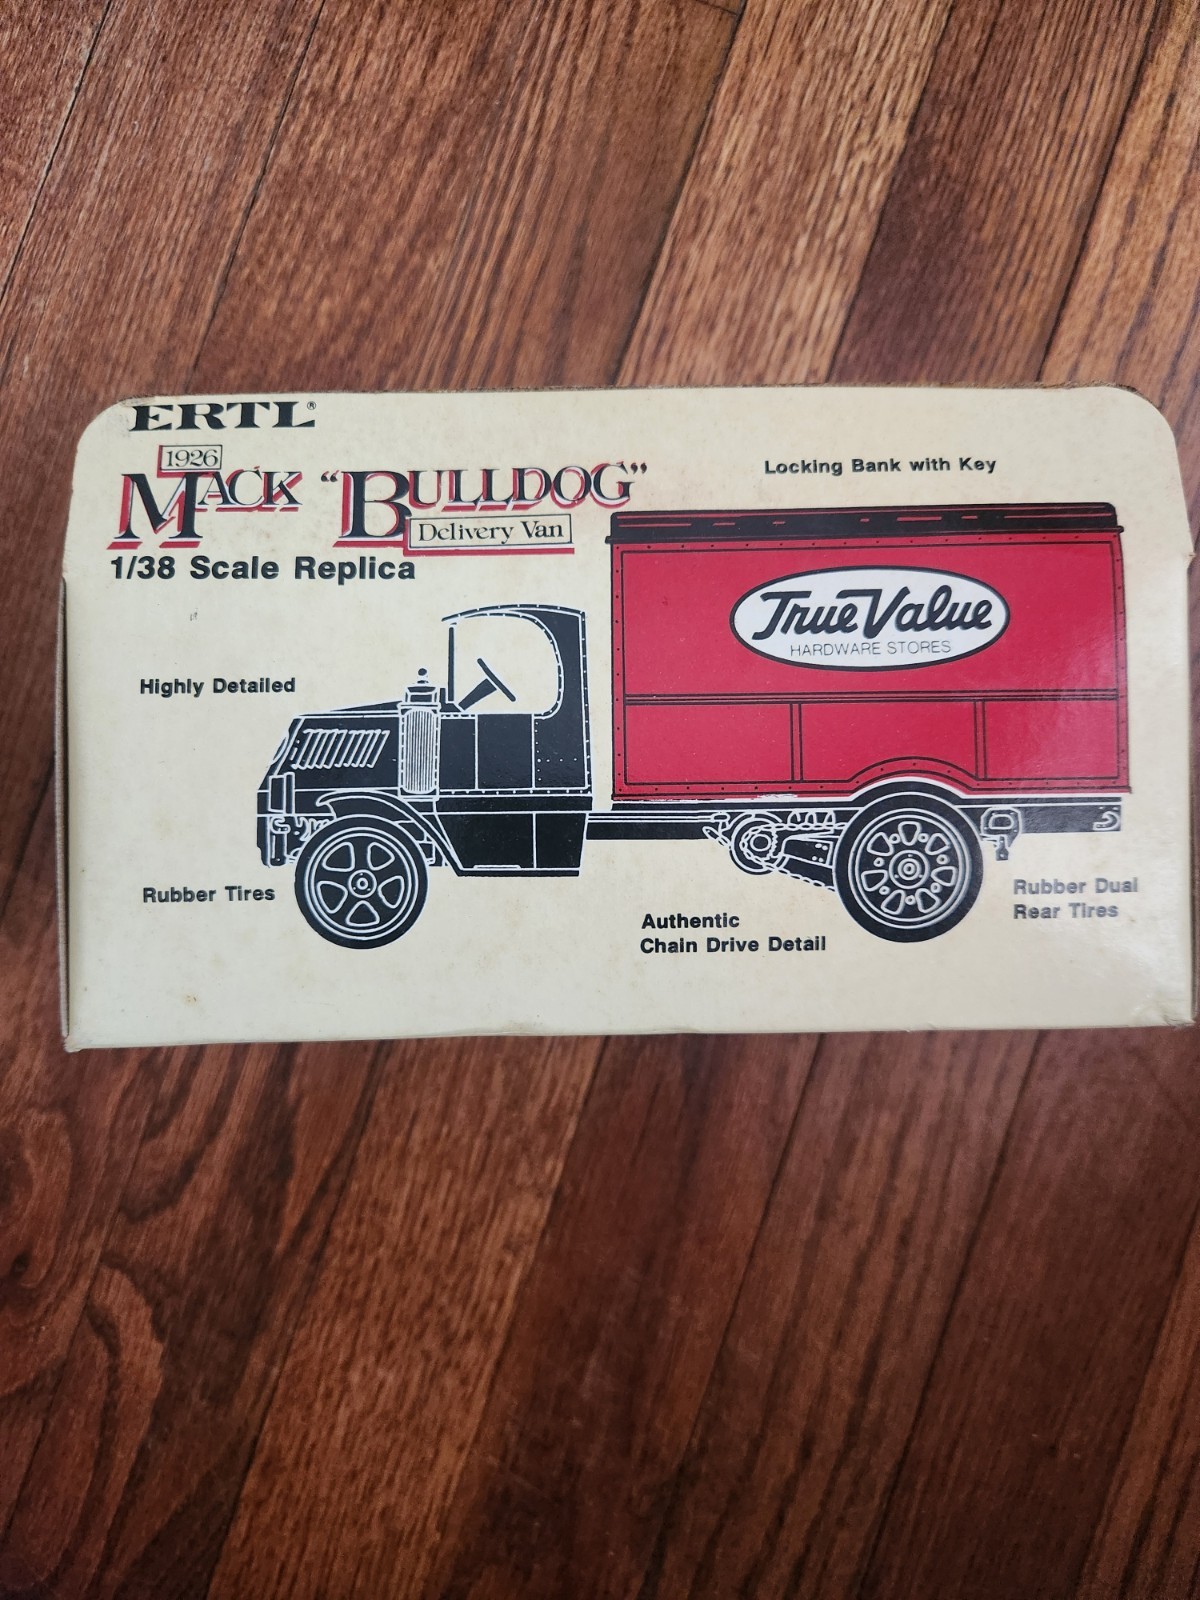 ERTL®
1926
MACK "BULLDOG"
Delivery Van
1/38 Scale Replica
Locking Bank with Key
True Value
HARDWARE STORES
Highly Detailed
Rubber Tires
Authentic
Chain Drive Detail
Rubber Dual
Rear Tires